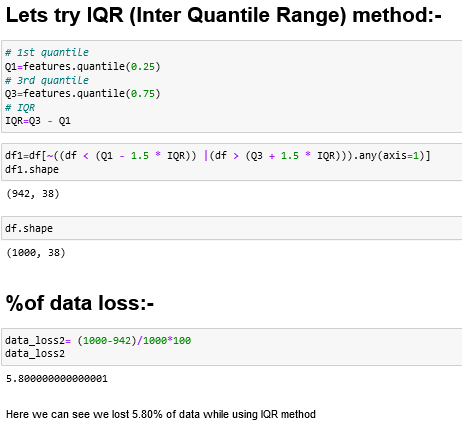 Lets try IQR (Inter Quantile Range) method:-
# 1st quantile
Q1=features.quantile(0.25)
# 3rd quantile
Q3=features.quantile(0.75)
# IQR
IQR=Q3 - Q1
df1=df[~((df < (Q1 - 1.5 * IQR)) |(df > (Q3 + 1.5 * IQR))).any(axis=1)]
df1.shape
(942, 38)
df.shape
(1000, 38)
%of data loss:-
data_loss2= (1000-942)/1000*100
data_loss2
5.800000000000001
Here we can see we lost 5.80% of data while using IQR method